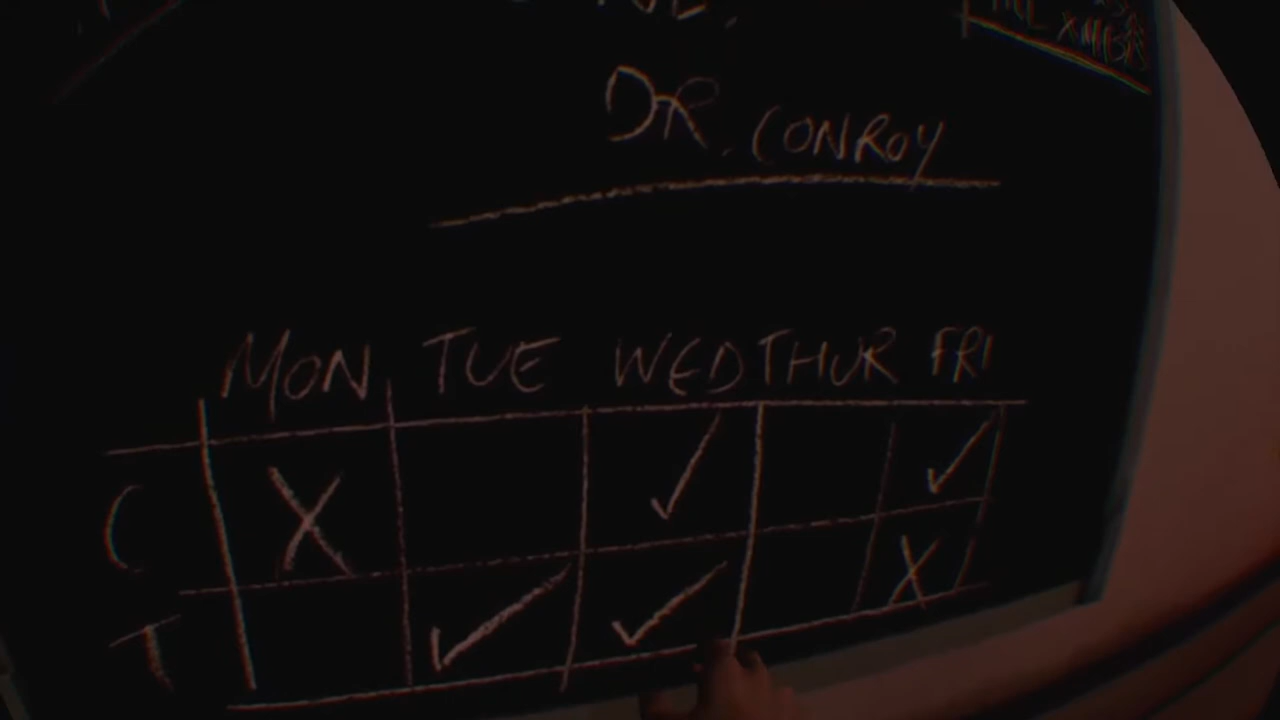 DR. CONROY
MON TUE WED THUR FRI
C X ✓ ✓
T ✓ ✓ X